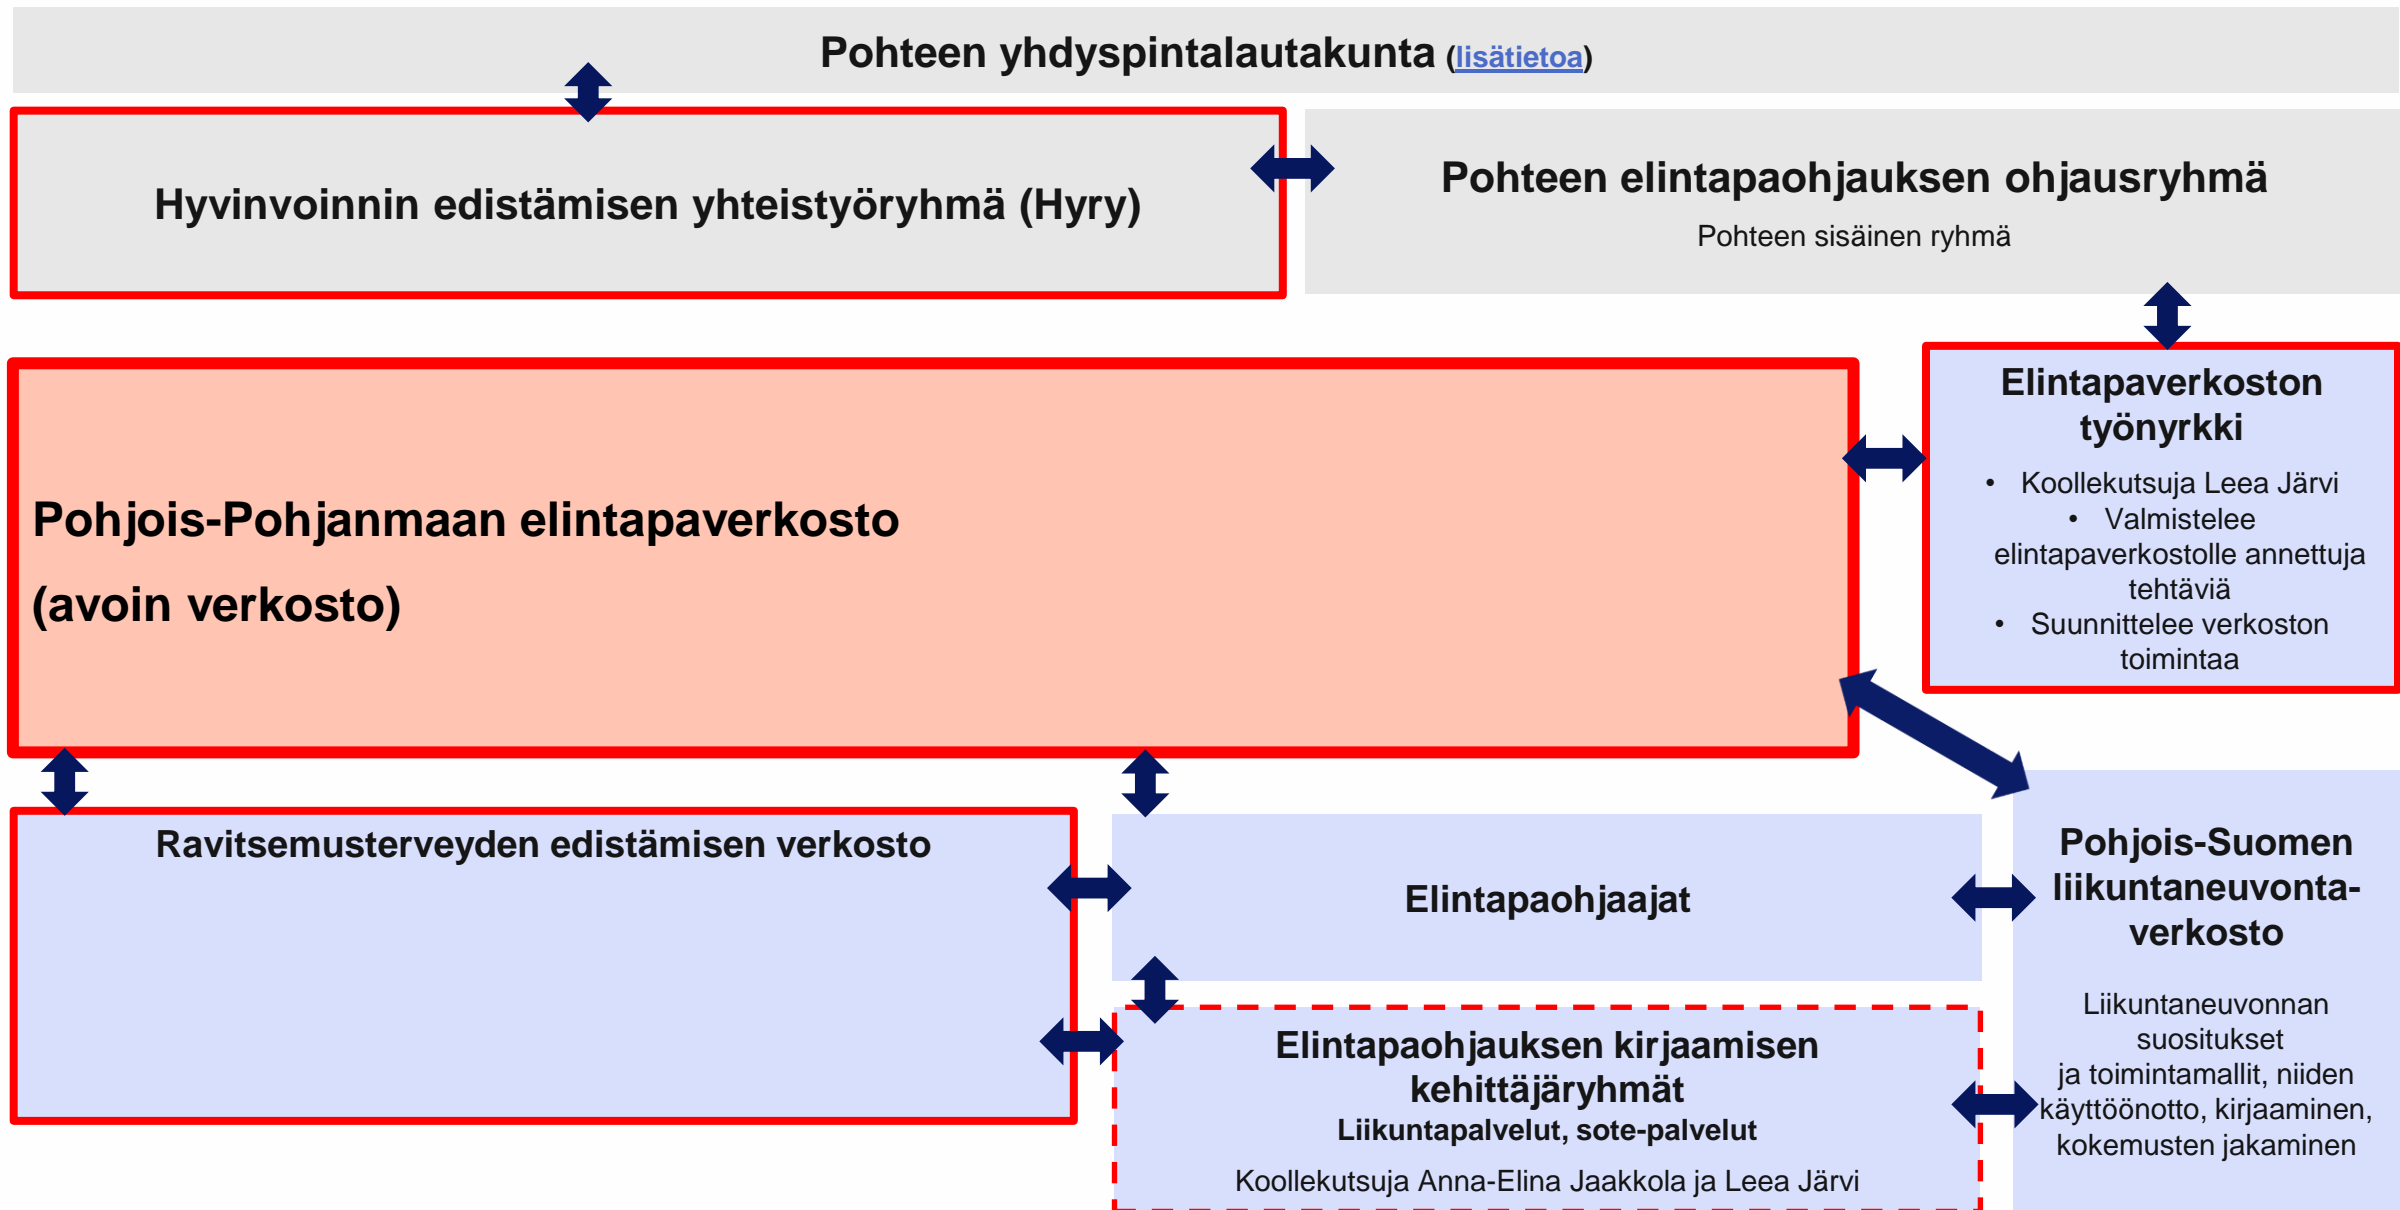 Pohteen yhdyspintalautakunta (lisätietoa)
Hyvinvoinnin edistämisen yhteistyöryhmä (Hyry)
Pohteen elintapaohjauksen ohjausryhmä
Pohteen sisäinen ryhmä
Pohjois-Pohjanmaan elintapaverkosto
(avoin verkosto)
Elintapaverkoston
työnyrkki
• Koollekutsuja Leea Järvi
• Valmistelee
elintapaverkostolle annettuja
tehtäviä
• Suunnittelee verkoston
toimintaa
Ravitsemusterveyden edistämisen verkosto
Elintapaohjaajat
Elintapaohjauksen kirjaamisen
kehittäjäryhmät
Liikuntapalvelut, sote-palvelut
Koollekutsuja Anna-Elina Jaakkola ja Leea Järvi
Pohjois-Suomen
liikuntaneuvonta-
verkosto
Liikuntaneuvonnan
suositukset
ja toimintamallit, niiden
käyttöönotto, kirjaaminen,
kokemusten jakaminen